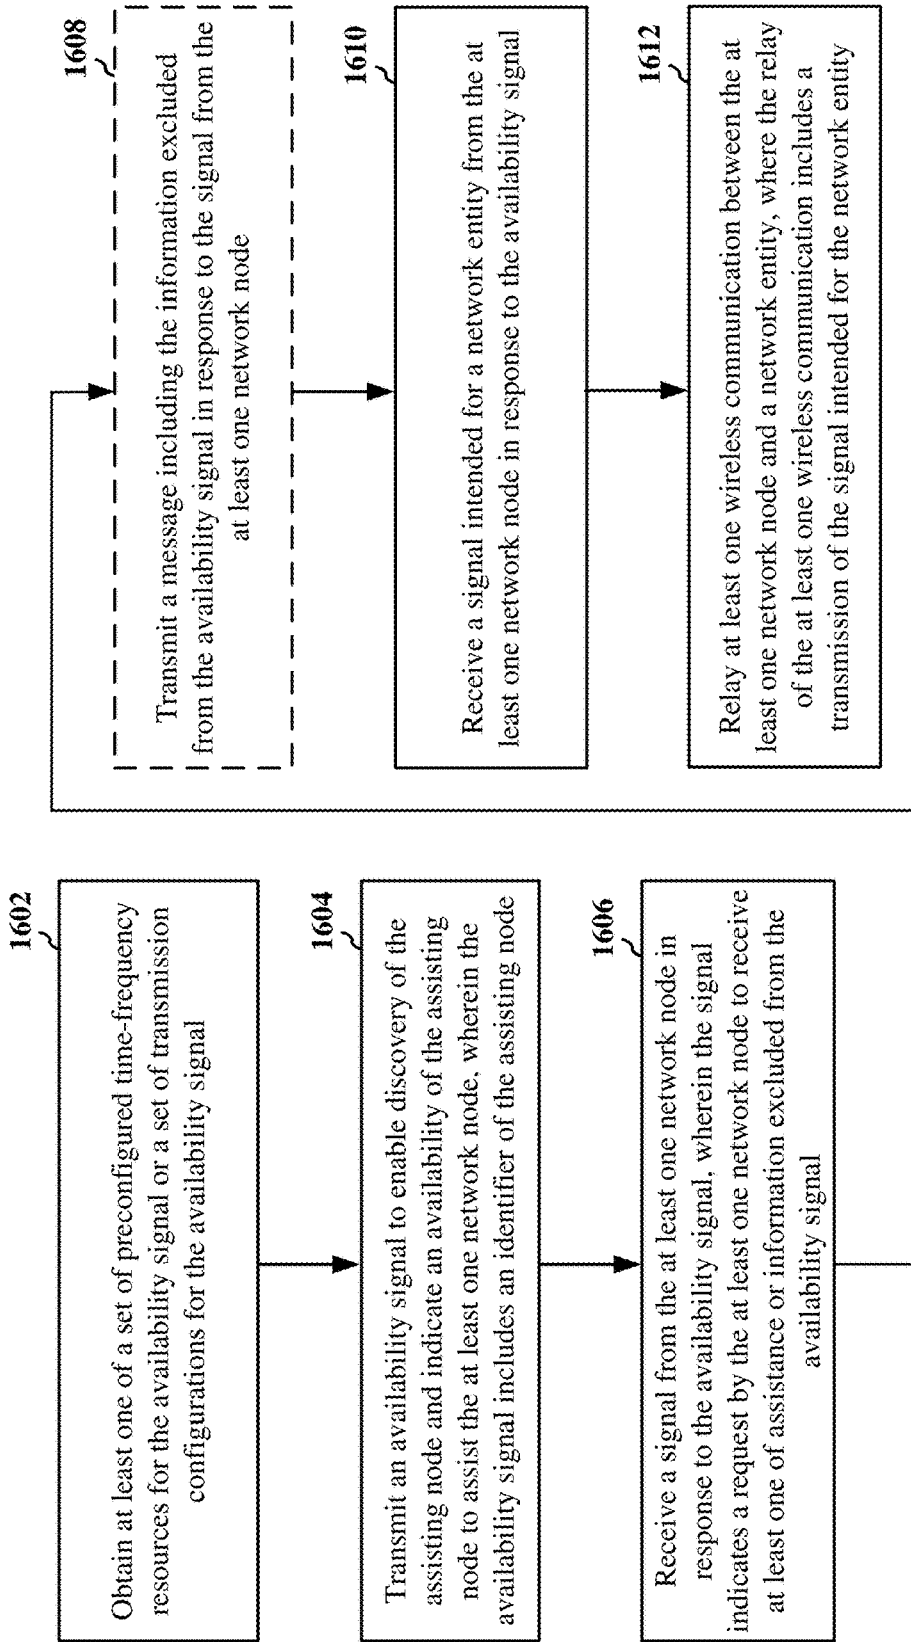 1602
Obtain at least one of a set of preconfigured time-frequency
resources for the availability signal or a set of transmission
configurations for the availability signal
1604
Transmit an availability signal to enable discovery of the
assisting node and indicate an availability of the assisting
node to assist the at least one network node, wherein the
availability signal includes an identifier of the assisting node
1606
Receive a signal from the at least one network node in
response to the availability signal, wherein the signal
indicates a request by the at least one network node to receive
at least one of assistance or information excluded from the
availability signal
1608
Transmit a message including the information excluded
from the availability signal in response to the signal from the
at least one network node
1610
Receive a signal intended for a network entity from the at
least one network node in response to the availability signal
1612
Relay at least one wireless communication between the at
least one network node and a network entity, where the relay
of the at least one wireless communication includes a
transmission of the signal intended for the network entity